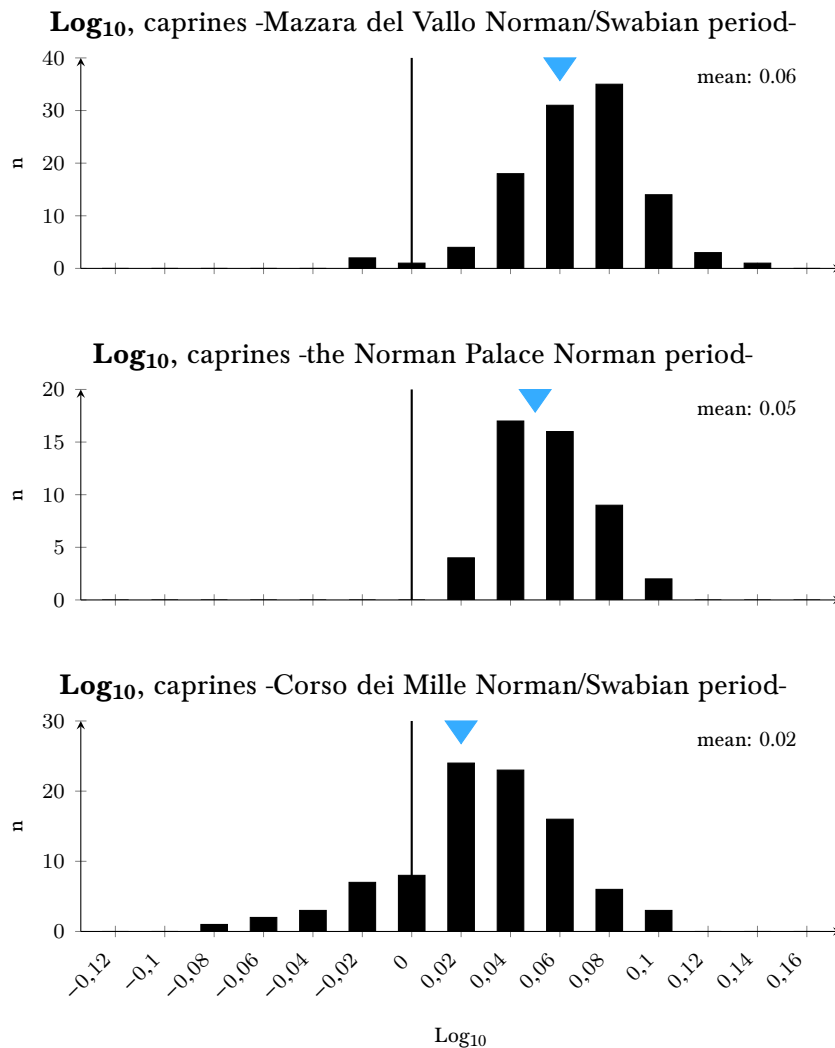 Log10, caprines -Mazara del Vallo Norman/Swabian period-
mean: 0.06
n
40
30
20
10
0
Log10, caprines -the Norman Palace Norman period-
mean: 0.05
n
20
15
10
5
0
Log10, caprines -Corso dei Mille Norman/Swabian period-
mean: 0.02
n
30
20
10
0
−0,12 −0,1 −0,08 −0,06 −0,04 −0,02 0 0,02 0,04 0,06 0,08 0,1 0,12 0,14 0,16
Log10